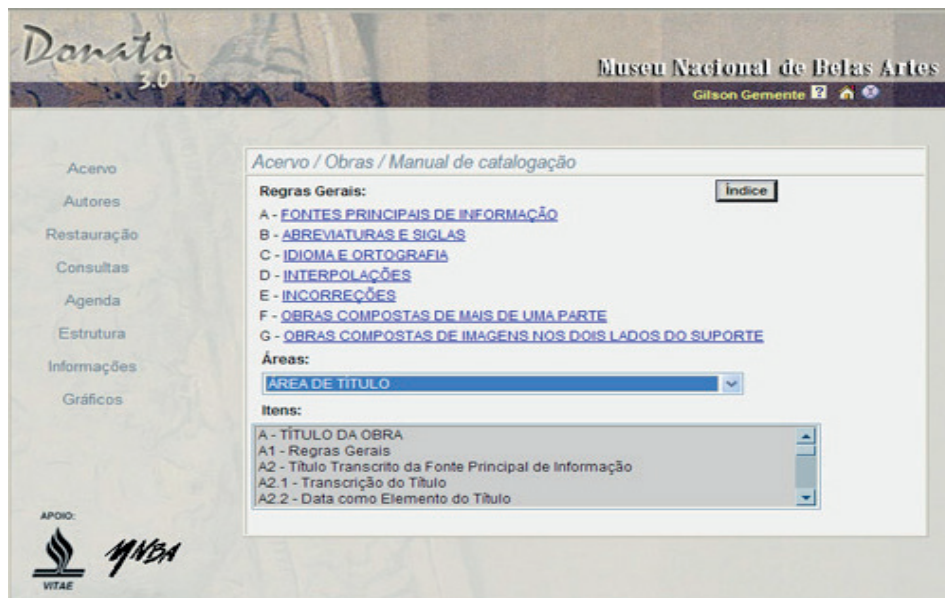 Donato
3.0
Museu Nacional de Belas Artes
Gilson Gemente ?
Acervo
Autores
Restauração
Consultas
Agenda
Estrutura
Informações
Gráficos
Acervo / Obras / Manual de catalogação
Regras Gerais:
Índice
A - FONTES PRINCIPAIS DE INFORMAÇÃO
B - ABREVIATURAS E SIGLAS
C - IDIOMA E ORTOGRAFIA
D - INTERPOLAÇÕES
E - INCORREÇÕES
F - OBRAS COMPOSTAS DE MAIS DE UMA PARTE
G - OBRAS COMPOSTAS DE IMAGENS NOS DOIS LADOS DO SUPORTE
Áreas:
ÁREA DE TÍTULO
Itens:
A - TÍTULO DA OBRA
A1 - Regras Gerais
A2 - Título Transcrito da Fonte Principal de Informação
A2.1 - Transcrição do Título
A2.2 - Data como Elemento do Título
APOIO:
VITAE
MNBA